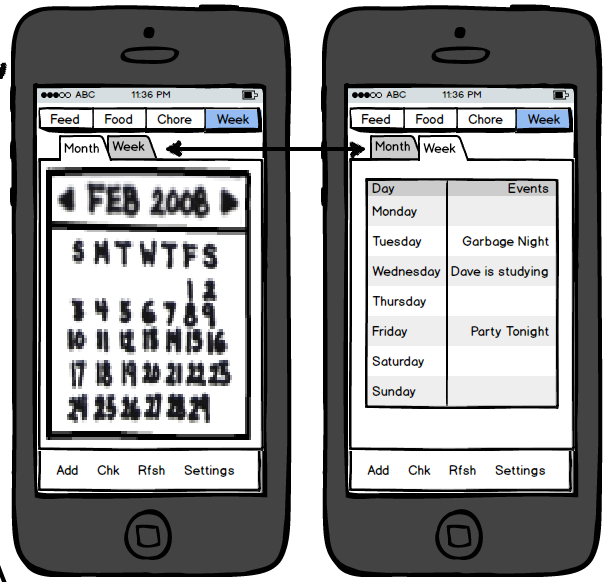 ABC 11:36 PM
Feed Food Chore Week
Month Week
FEB 2008
S M T W T F S
1 2
3 4 5 6 7 8 9
10 11 12 13 14 15 16
17 18 19 20 21 22 23
24 25 26 27 28 29
Add Chk Rfsh Settings
ABC 11:36 PM
Feed Food Chore Week
Month Week
Day Events
Monday
Tuesday Garbage Night
Wednesday Dave is studying
Thursday
Friday Party Tonight
Saturday
Sunday
Add Chk Rfsh Settings